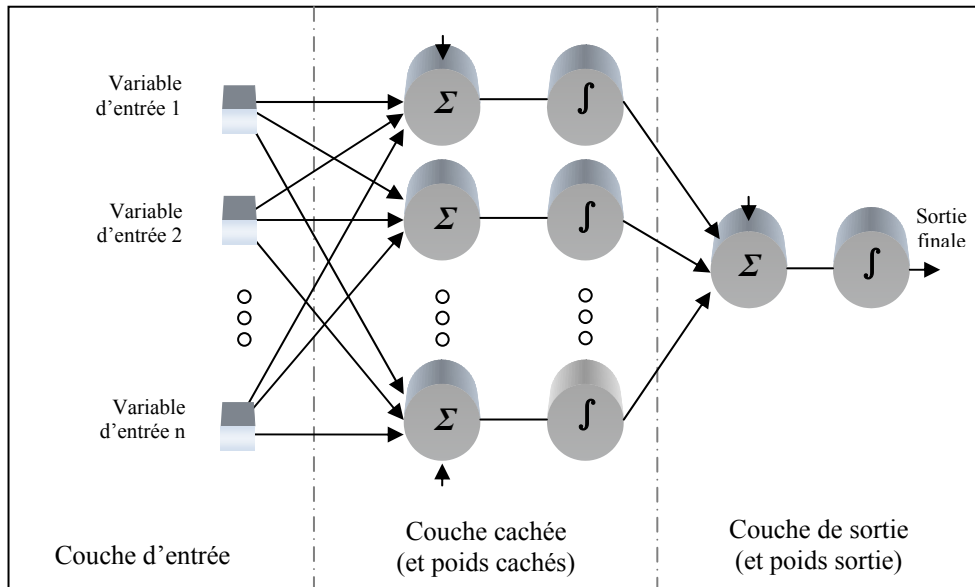 Variable
d'entrée 1
Σ
∫
Variable
d'entrée 2
Σ
∫
Σ
∫
Sortie
finale
Variable
d'entrée n
Σ
∫
Couche d'entrée
Couche cachée
(et poids cachés)
Couche de sortie
(et poids sortie)